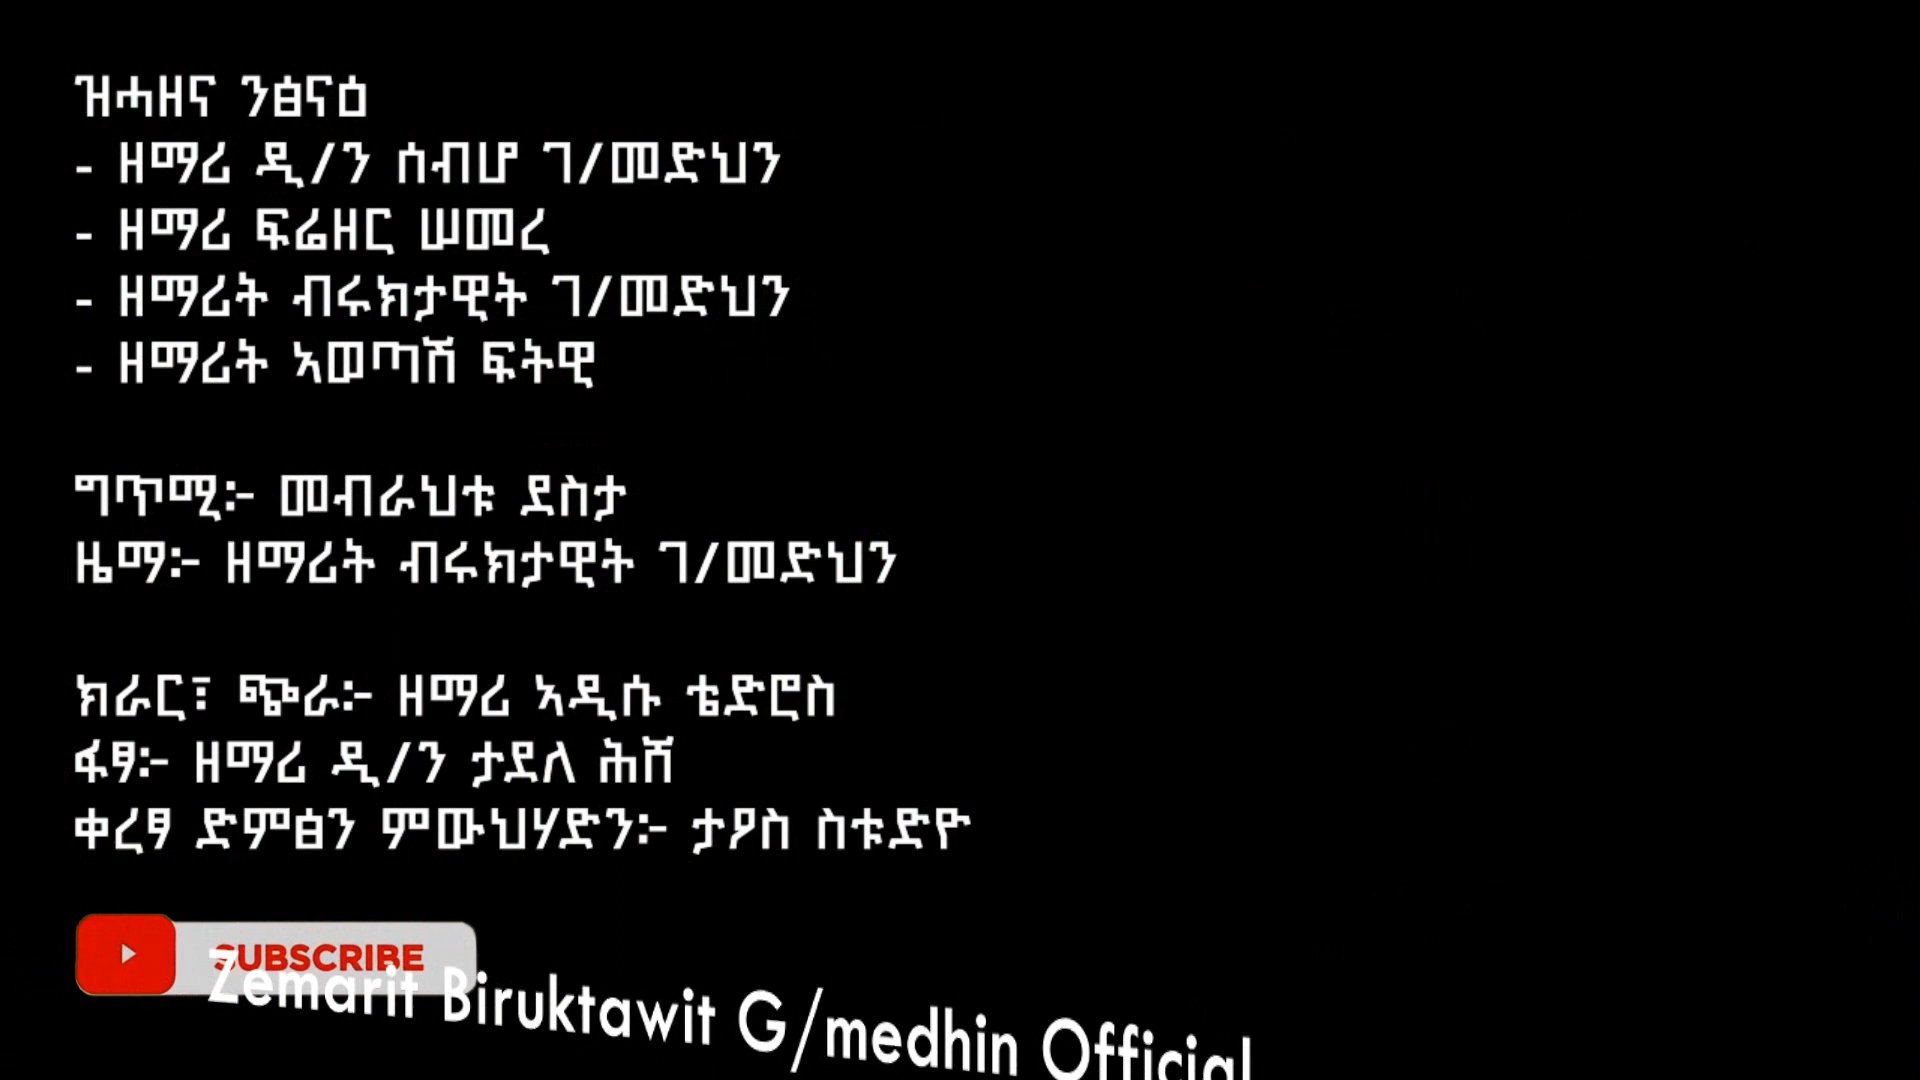 ዝሓዘና ንፅናዕ
- ዘማሪ ዲ/ን ሰብሆ ገ/መድህን
- ዘማሪ ፍሬዘር ሠመረ
- ዘማሪት ብሩክታዊት ገ/መድህን
- ዘማሪት ኣወጣሽ ፍትዊ
ግጥሚ፦ መብራህቱ ደስታ
ዜማ፦ ዘማሪት ብሩክታዊት ገ/መድህን
ክራር፣ ጭራ፦ ዘማሪ ኣዲሱ ቴድሮስ
ፋፃ፦ ዘማሪ ዲ/ን ታደለ ሕሸ
ቀረፃ ድምፅን ምውህሃድን፦ ታዖስ ስቱድዮ
SUBSCRIBE
Zemarit Biruktawit G/medhin Official